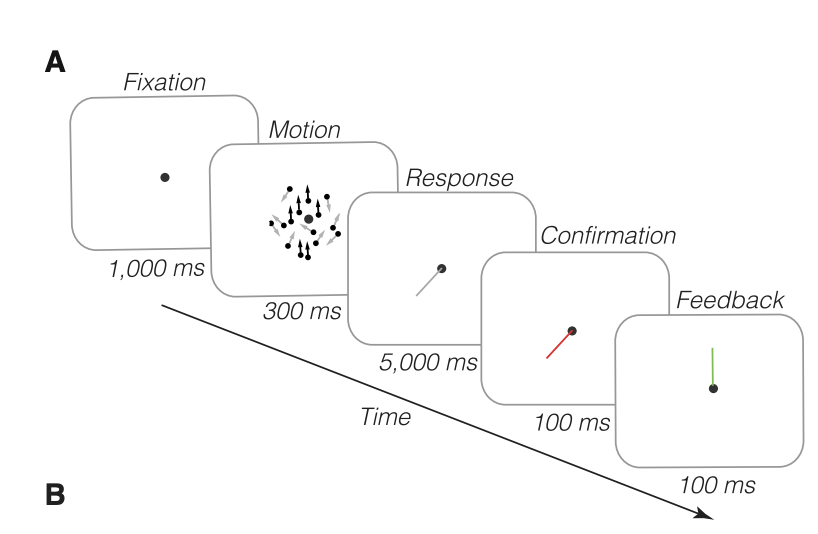 A
Fixation
1,000 ms
Motion
300 ms
Response
5,000 ms
Confirmation
100 ms
Feedback
100 ms
Time
B